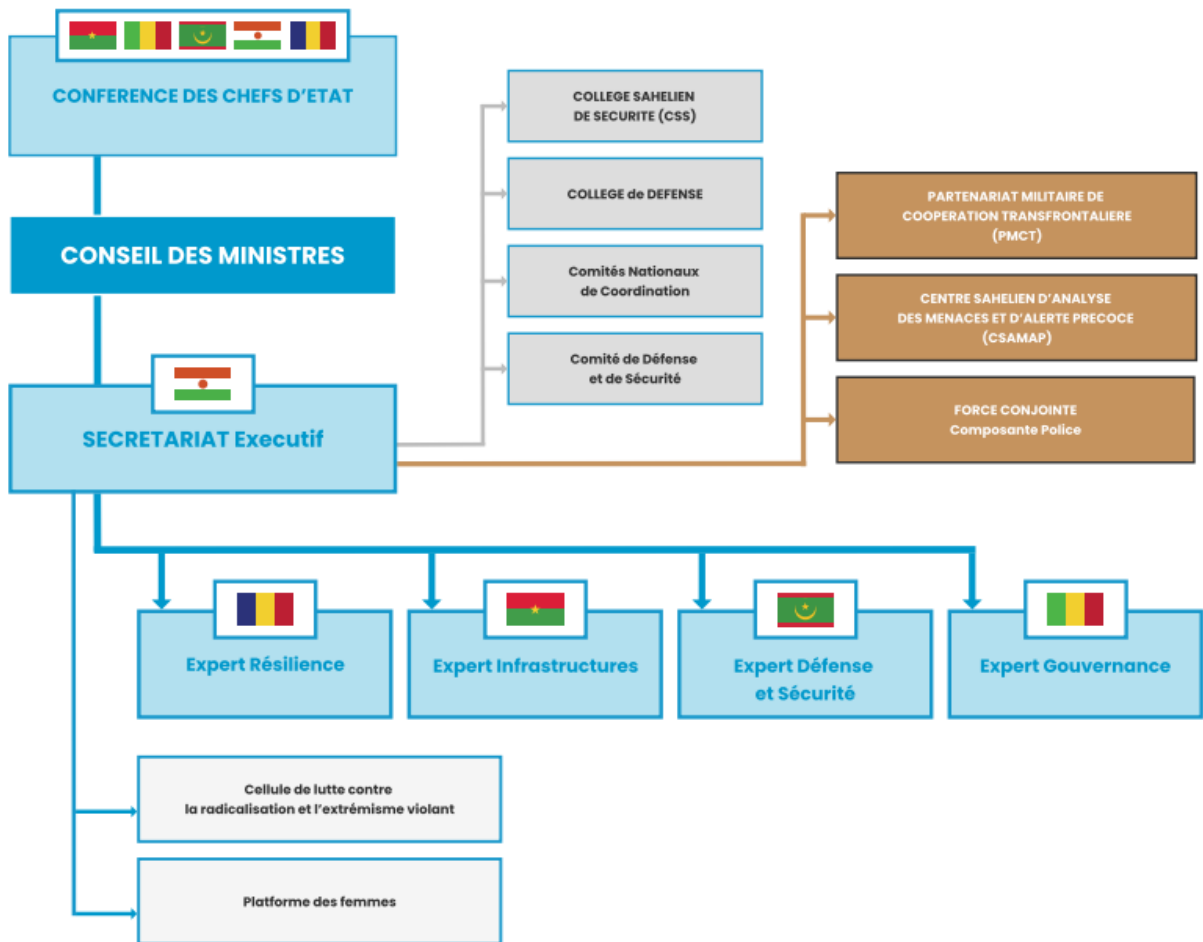 CONFERENCE DES CHEFS D'ETAT
CONSEIL DES MINISTRES
SECRETARIAT Executif
COLLEGE SAHELIEN
DE SECURITE (CSS)
COLLEGE de DEFENSE
Comités Nationaux
de Coordination
Comité de Défense
et de Sécurité
PARTENARIAT MILITAIRE DE
COOPERATION TRANSFRONTALIERE
(PMCT)
CENTRE SAHELIEN D'ANALYSE
DES MENACES ET D'ALERTE PRECOCE
(CSAMAP)
FORCE CONJOINTE
Composante Police
Expert Résilience
Expert Infrastructures
Expert Défense
et Sécurité
Expert Gouvernance
Cellule de lutte contre
la radicalisation et l'extrémisme violant
Platforme des femmes